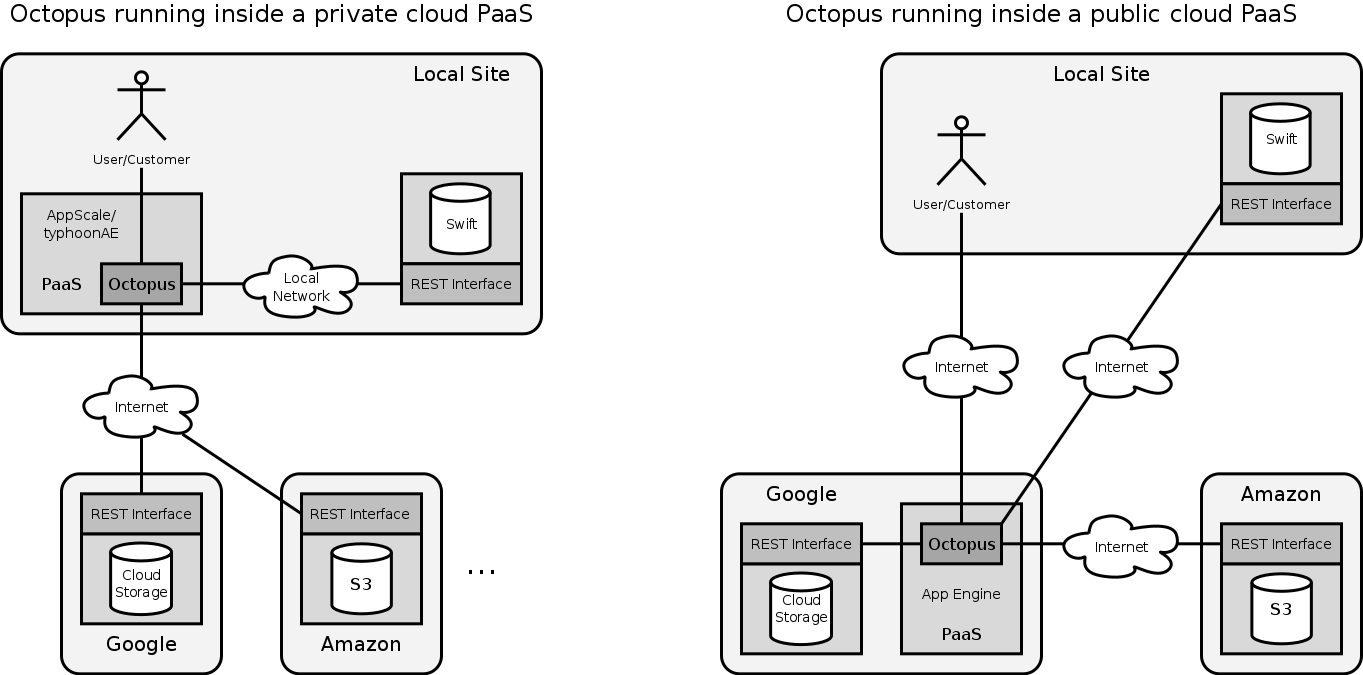 Octopus running inside a private cloud PaaS
Local Site
User/Customer
AppScale/
typhoonAE
PaaS
Octopus
Local
Network
Swift
REST Interface
Internet
REST Interface
Cloud
Storage
Google
REST Interface
S3
Amazon
...
Octopus running inside a public cloud PaaS
Local Site
User/Customer
Swift
REST Interface
Internet
Internet
Google
REST Interface
Cloud
Storage
Octopus
App Engine
PaaS
Internet
Amazon
REST Interface
S3